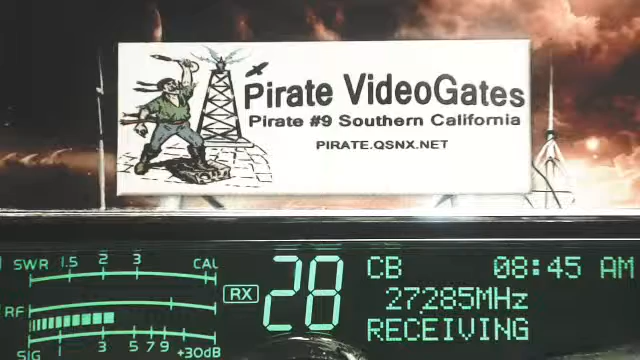 Pirate VideoGates
Pirate #9 Southern California
PIRATE.QSNX.NET
SWR 1.5 2 3 CAL
RF
SIG 1 3 5 7 9 +30dB
RX
28
CB 08:45 AM
27285MHz
RECEIVING